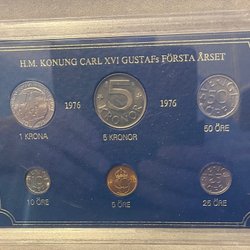 H.M. KONUNG CARL XVI GUSTAFs FÖRSTA ÅRSET
1976 5 1976 50
KRONOR
1 KRONA 5 KRONOR 50 ÖRE
10 ÖRE 5 ÖRE 25 ÖRE